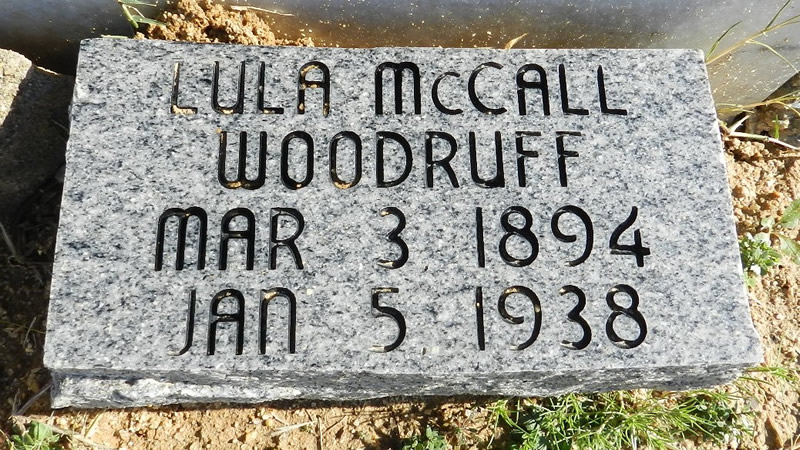 LULA McCALL
WOODRUFF
MAR 3 1894
JAN 5 1938